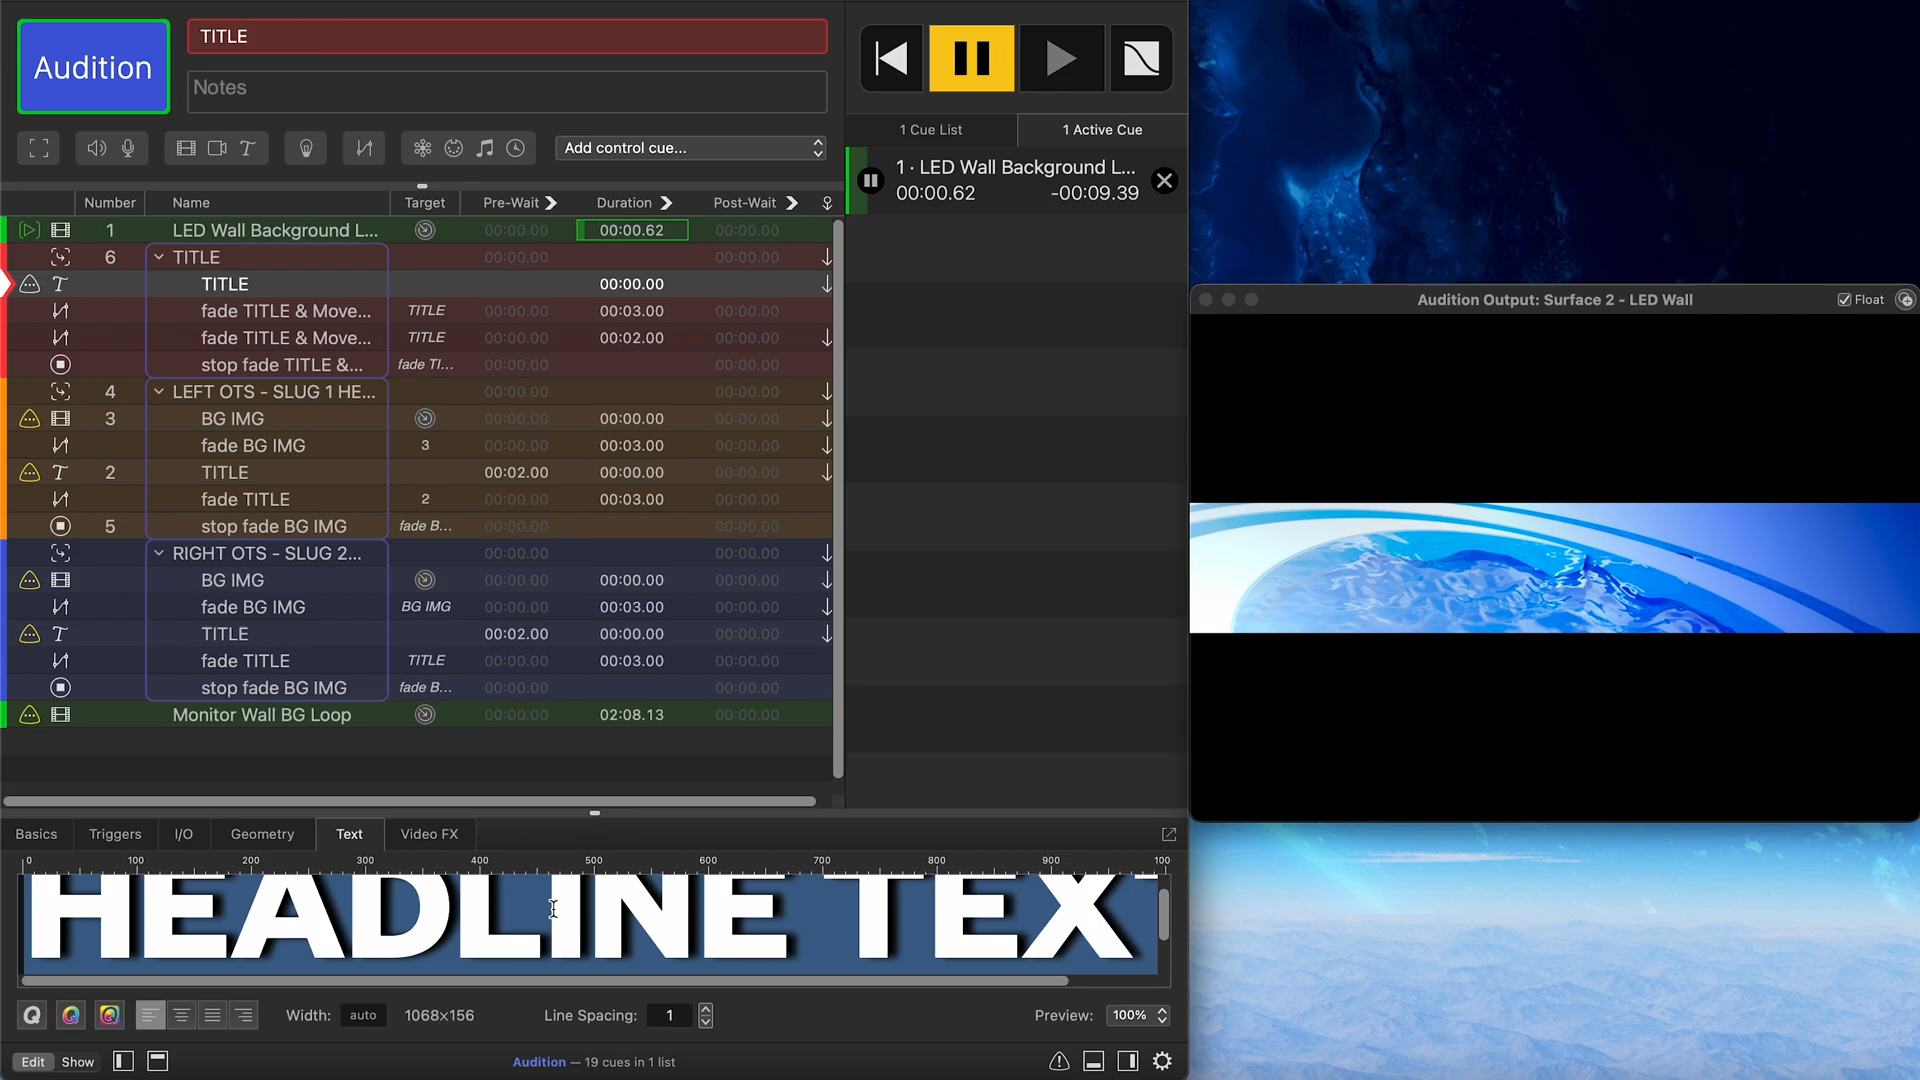 Audition
TITLE
Notes
Add control cue...
1 Cue List
1 Active Cue
1 · LED Wall Background L...
00:00.62 -00:09.39
Number Name Target Pre-Wait Duration Post-Wait
1 LED Wall Background L... 00:00.00 00:00.62 00:00.00
6 TITLE 00:00.00 00:00.00
TITLE 00:00.00
fade TITLE & Move... TITLE 00:00.00 00:03.00 00:00.00
fade TITLE & Move... TITLE 00:00.00 00:02.00 00:00.00
stop fade TITLE &... fade TI... 00:00.00 00:00.00
4 LEFT OTS - SLUG 1 HE... 00:00.00 00:00.00
3 BG IMG 00:00.00 00:00.00 00:00.00
fade BG IMG 3 00:00.00 00:03.00 00:00.00
2 TITLE 00:02.00 00:00.00 00:00.00
fade TITLE 2 00:00.00 00:03.00 00:00.00
5 stop fade BG IMG fade B... 00:00.00 00:00.00
RIGHT OTS - SLUG 2... 00:00.00 00:00.00
BG IMG 00:00.00 00:00.00 00:00.00
fade BG IMG BG IMG 00:00.00 00:03.00 00:00.00
TITLE 00:02.00 00:00.00 00:00.00
fade TITLE TITLE 00:00.00 00:03.00 00:00.00
stop fade BG IMG fade B... 00:00.00 00:00.00
Monitor Wall BG Loop 00:00.00 02:08.13 00:00.00
Audition Output: Surface 2 - LED Wall
Float
Basics Triggers I/O Geometry Text Video FX
0 100 200 300 400 500 600 700 800 900 100
HEADLINE TEX
Width: auto 1068×156 Line Spacing: 1 Preview: 100%
Edit Show Audition — 19 cues in 1 list